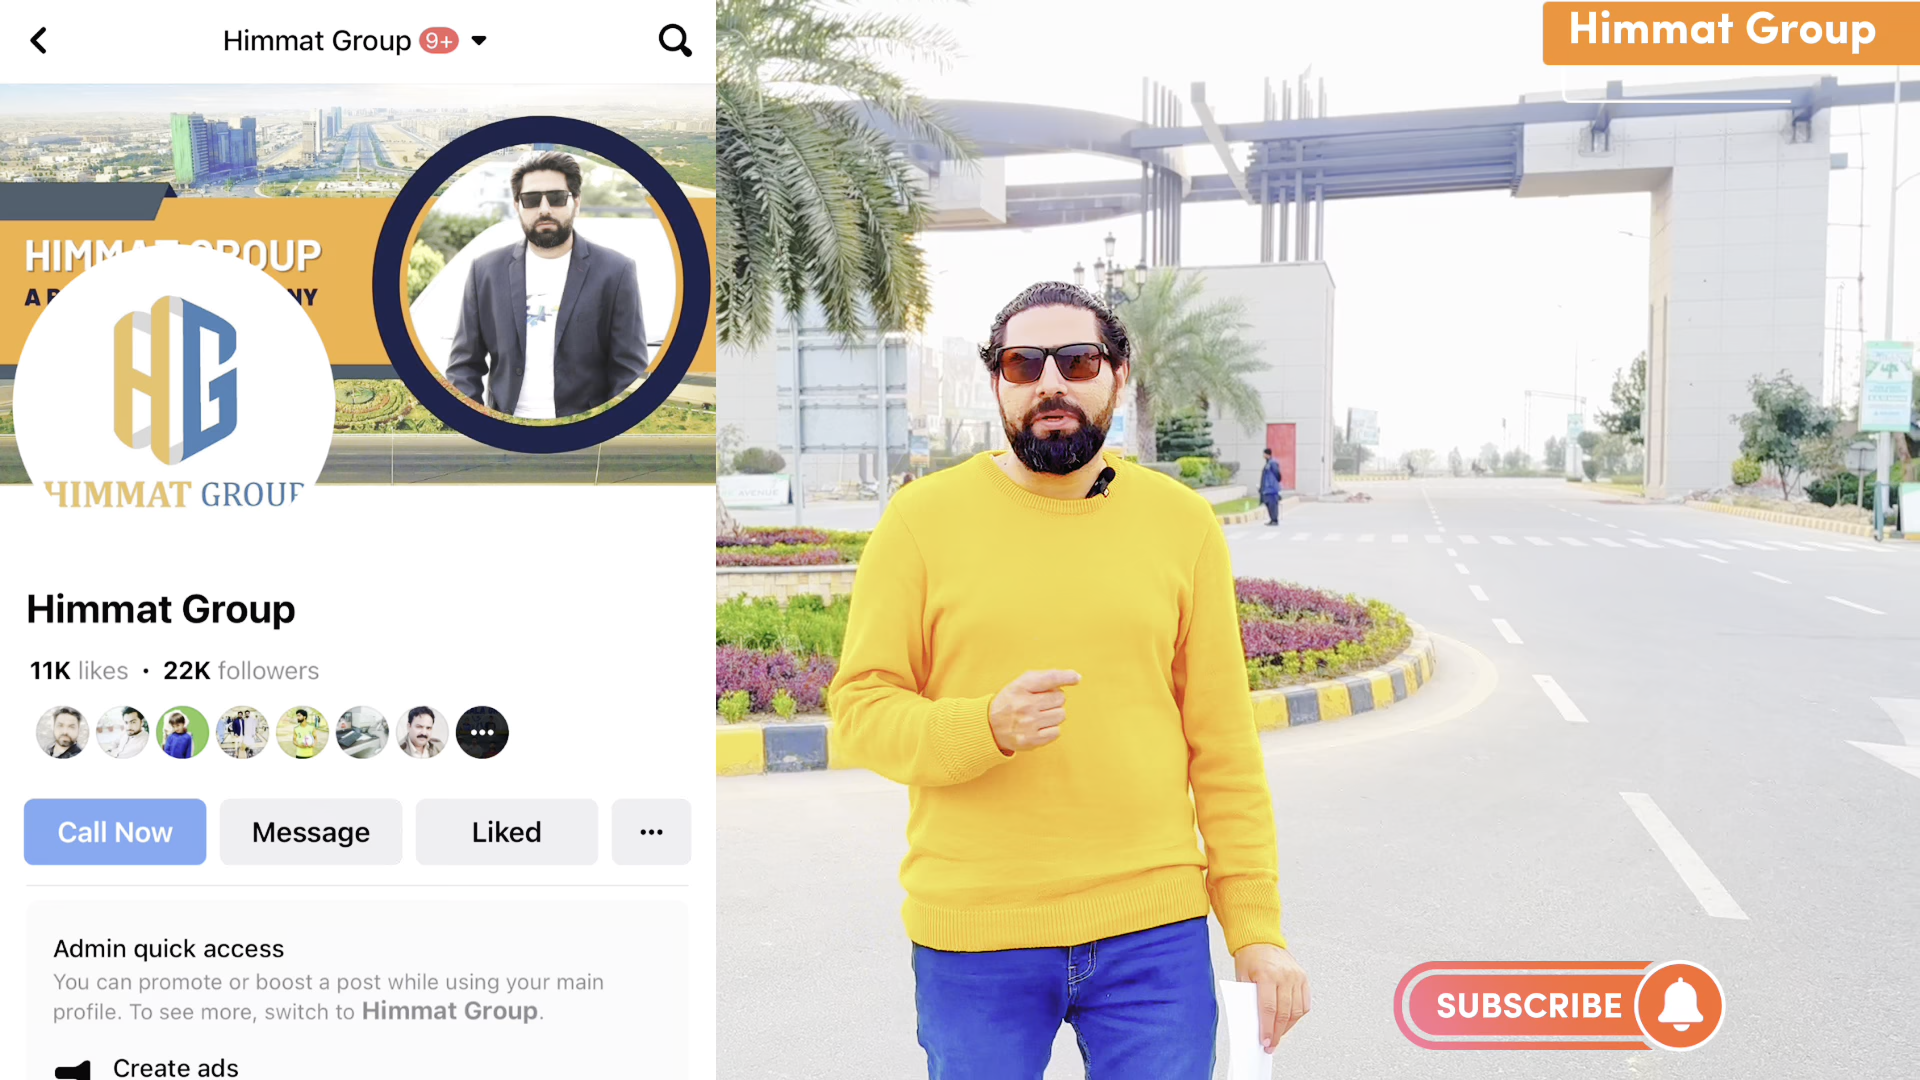 Himmat Group 9+
HIMMAT GROUP
HIMMAT GROUP
Himmat Group
11K likes · 22K followers
Call Now
Message
Liked
Admin quick access
You can promote or boost a post while using your main
profile. To see more, switch to Himmat Group.
Create ads
Himmat Group
AVENUE
SUBSCRIBE